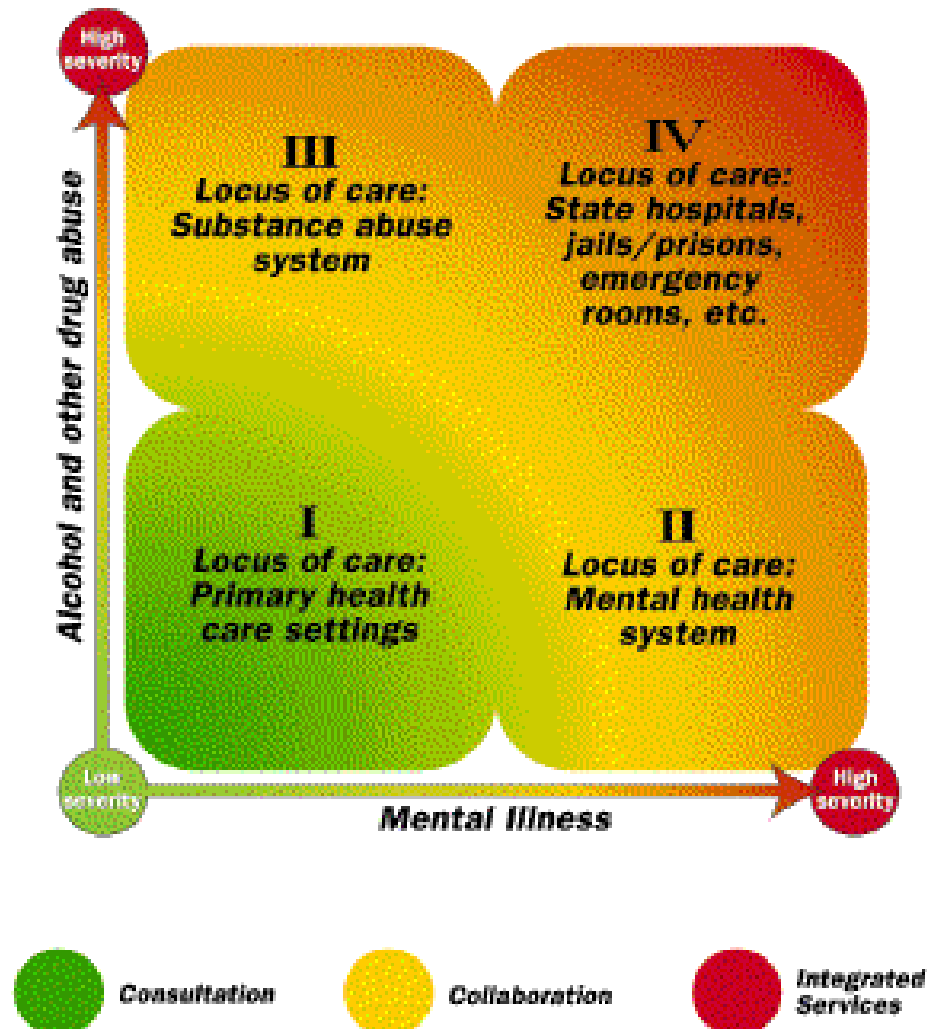 High
severity
III
Locus of care:
Substance abuse
system
IV
Locus of care:
State hospitals,
jails/prisons,
emergency
rooms, etc.
Alcohol and other drug abuse
I
Locus of care:
Primary health
care settings
II
Locus of care:
Mental health
system
Low
severity
High
severity
Mental Illness
Consultation
Collaboration
Integrated
Services